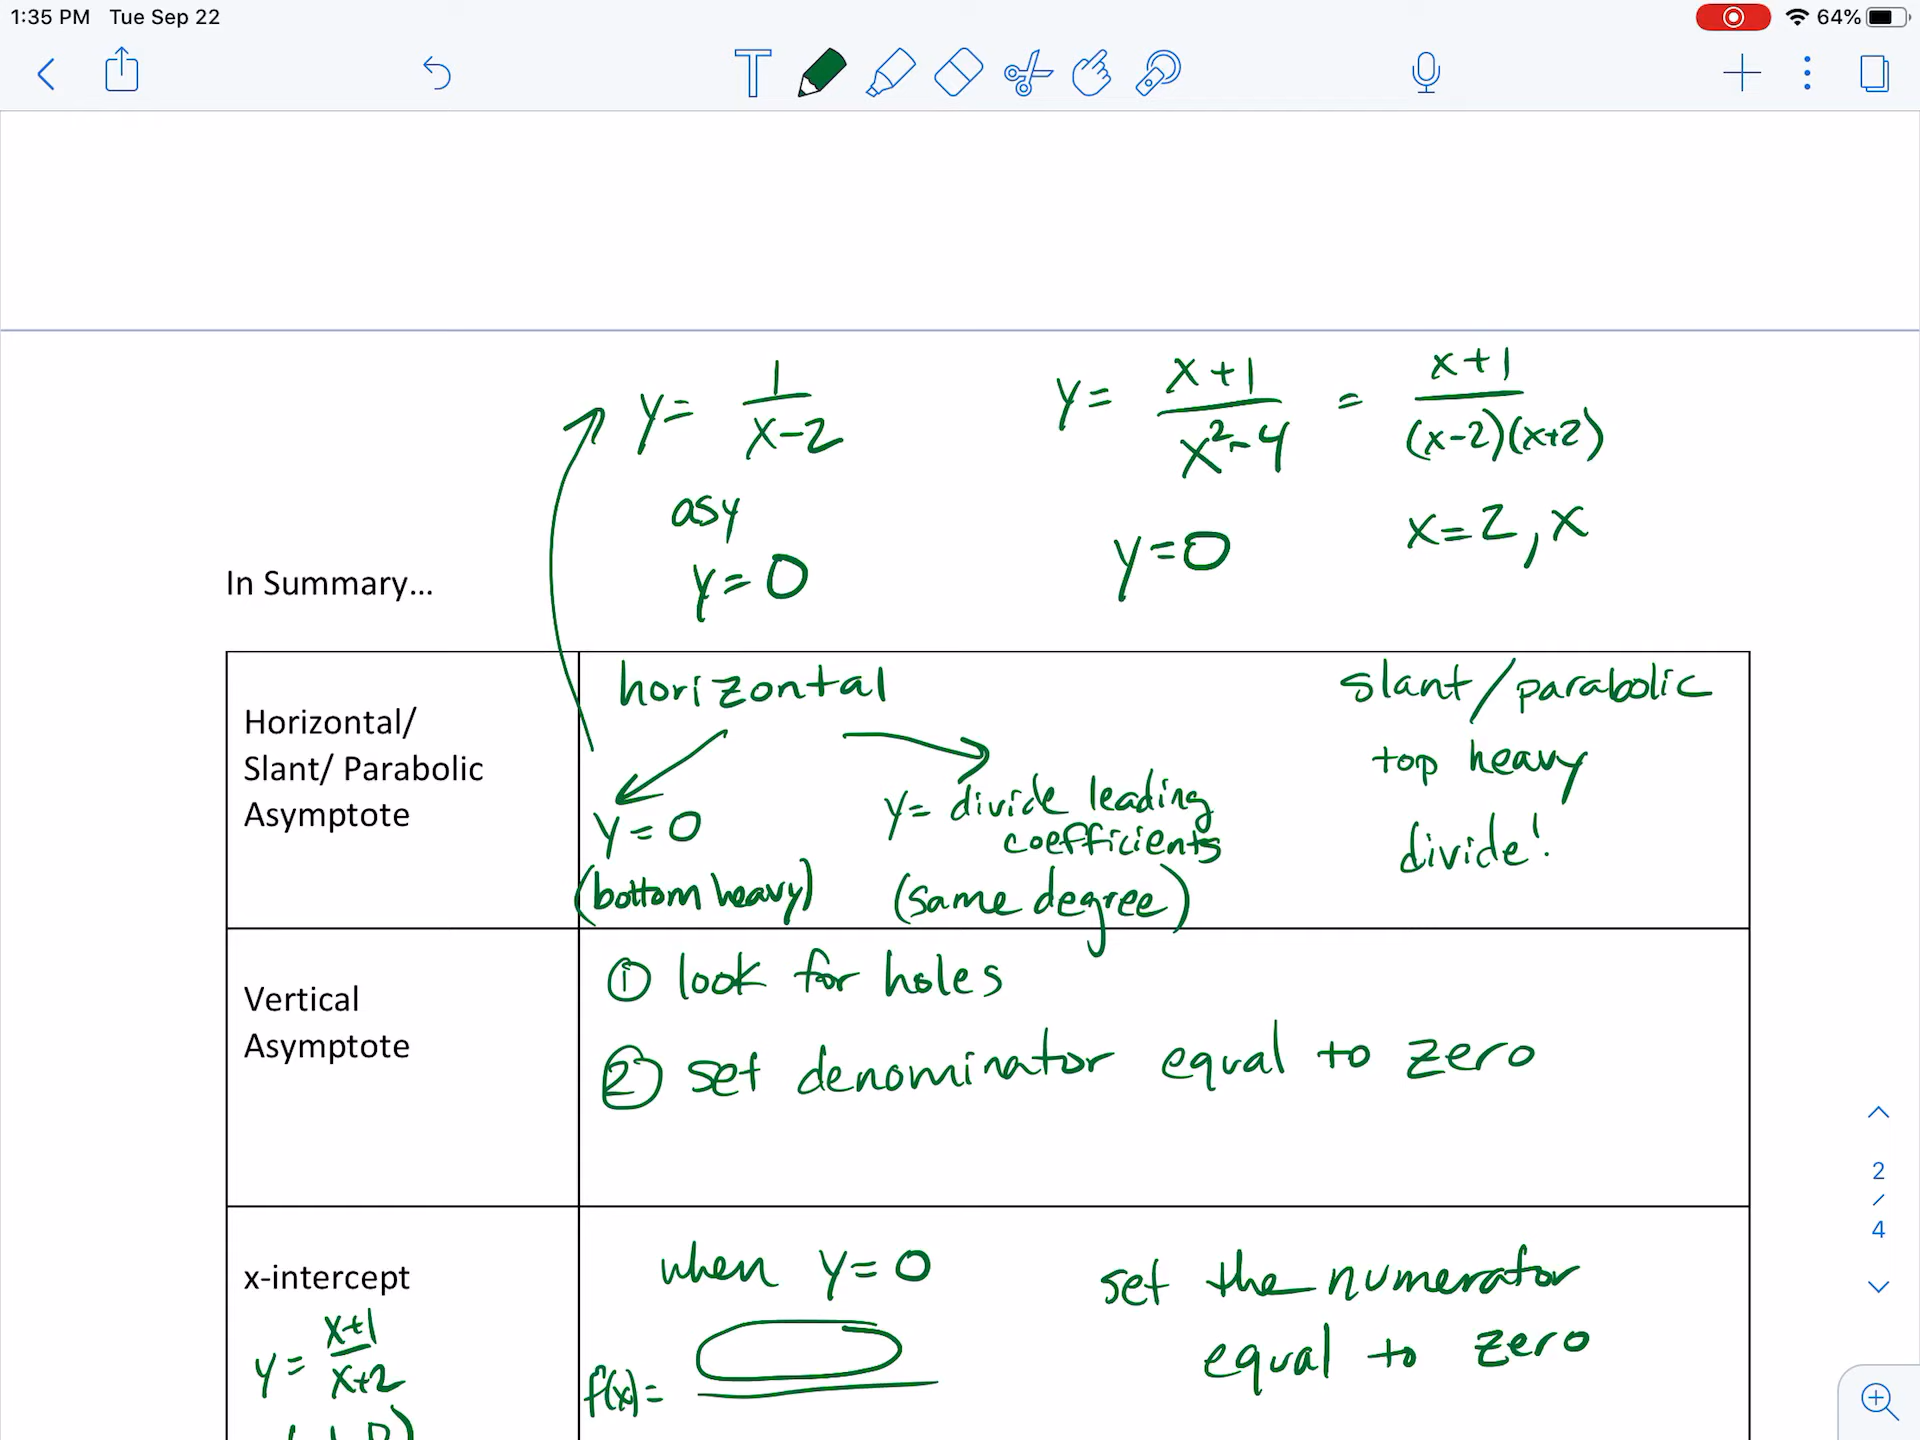 1:35 PM Tue Sep 22
64%
T
y = 1/(x-2)
y = (x+1)/(x²-4) = (x+1)/((x-2)(x+2))
asy
y = 0
y = 0
x = 2, x
In Summary...
Horizontal/
Slant/ Parabolic
Asymptote
horizontal
y = 0
(bottom heavy)
y = divide leading
coefficients
(same degree)
slant/parabolic
top heavy
divide!
Vertical
Asymptote
① look for holes
② set denominator equal to zero
x-intercept
y = (x+1)/(x+2)
when y = 0
f(x) =
set the numerator
equal to zero
2
/
4